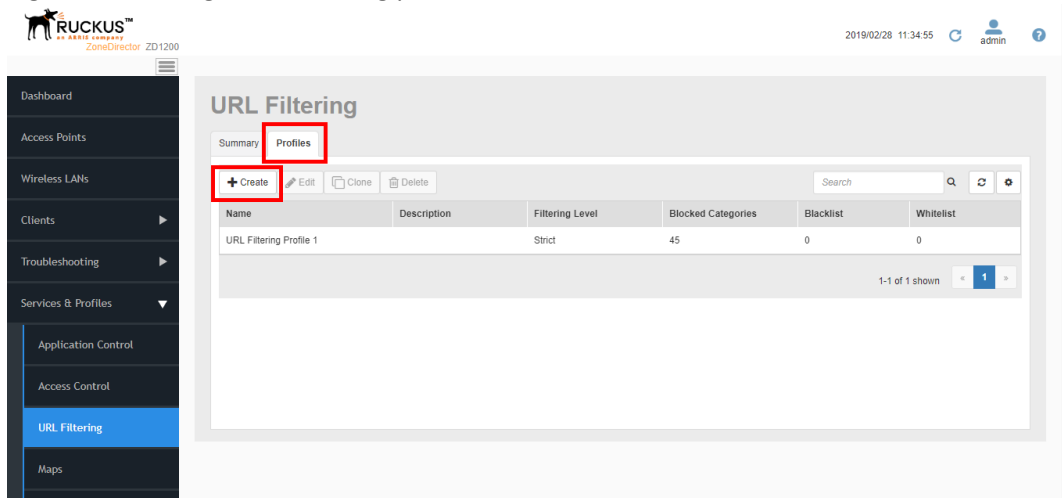 RUCKUS™
an ARRIS company
ZoneDirector ZD1200
2019/02/28 11:34:55
admin
Dashboard
Access Points
Wireless LANs
Clients
Troubleshooting
Services & Profiles
Application Control
Access Control
URL Filtering
Maps
URL Filtering
Summary Profiles
Create Edit Clone Delete Search
Name Description Filtering Level Blocked Categories Blacklist Whitelist
URL Filtering Profile 1 Strict 45 0 0
1-1 of 1 shown « 1 »